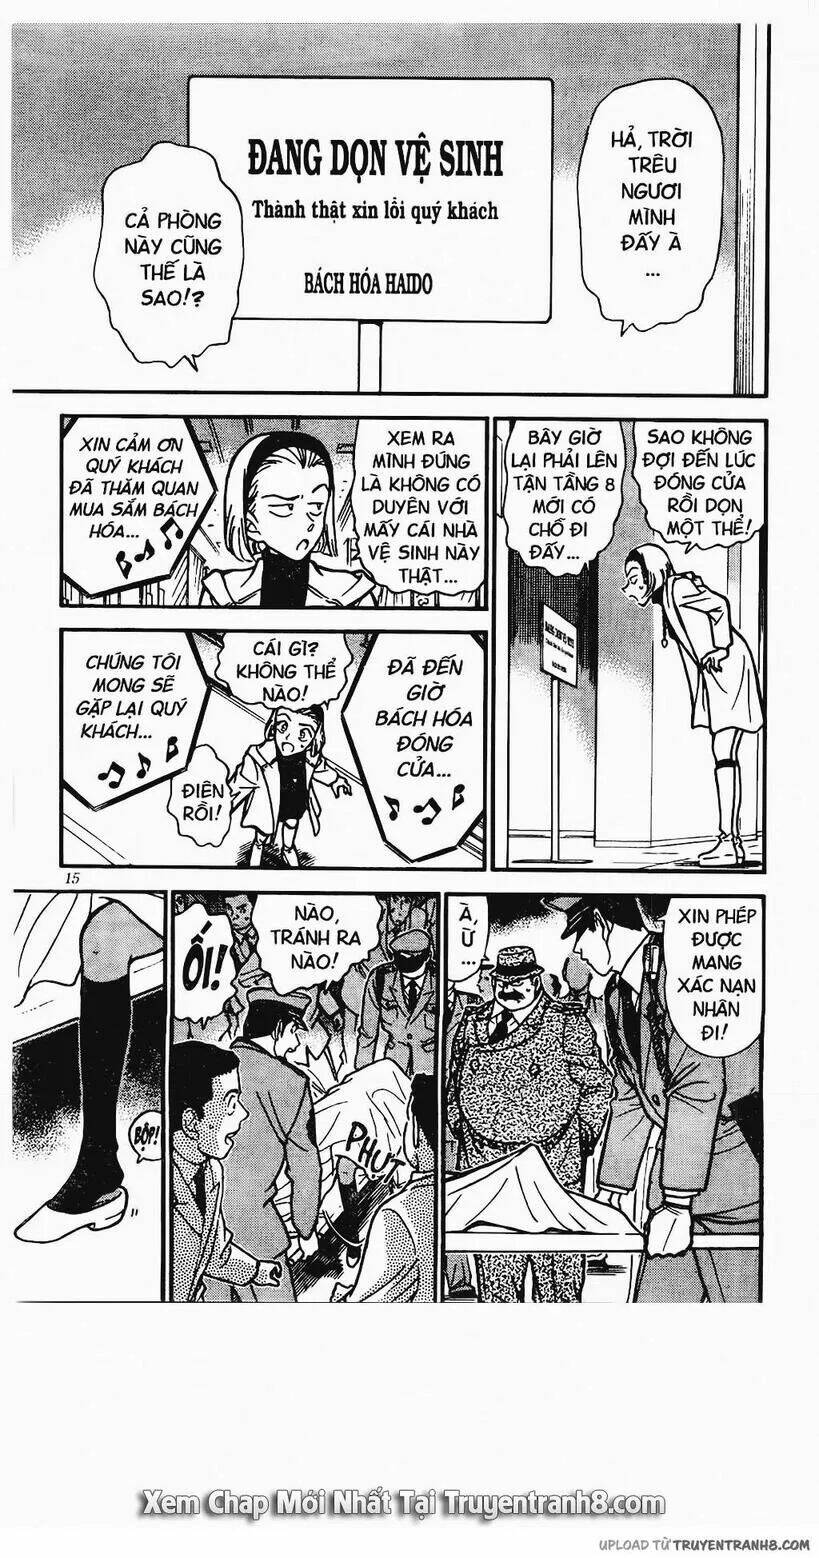 HẢ, TRỜI
TRÊU
NGƯƠI
MÌNH
ĐẤY À
...
ĐANG DỌN VỆ SINH
Thành thật xin lỗi quý khách
BÁCH HÓA HAIDO
CẢ PHÒNG
NÀY CŨNG
THẾ LÀ
SAO!?
SAO KHÔNG
ĐỢI ĐẾN LÚC
ĐÓNG CỬA
RỒI DỌN
MỘT THỂ!
BÂY GIỜ
LẠI PHẢI LÊN
TẬN TẦNG 8
MỚI CÓ
CHỖ ĐI
ĐẤY...
XEM RA
MÌNH ĐÚNG
LÀ KHÔNG CÓ
DUYÊN VỚI
MẤY CÁI NHÀ
VỆ SINH NÀY
THẬT...
XIN CẢM ƠN
QUÝ KHÁCH
ĐÃ THĂM QUAN
MUA SẮM BÁCH
HÓA...
ĐÃ ĐẾN
GIỜ
BÁCH HÓA
ĐÓNG
CỬA...
CÁI GÌ?
KHÔNG THỂ
NÀO!
ĐIÊN
RỒI!
CHÚNG TÔI
MONG SẼ
GẶP LẠI QUÝ
KHÁCH...
15
XIN PHÉP
ĐƯỢC
MANG
XÁC NẠN
NHÂN
ĐI!
À,
Ừ
...
NÀO,
TRÁNH RA
NÀO!
ỐI!
PHỤT
BỘP!
Xem Chap Mới Nhất Tại Truyentranh8.com
UPLOAD TỪ TRUYENTRANH8.COM